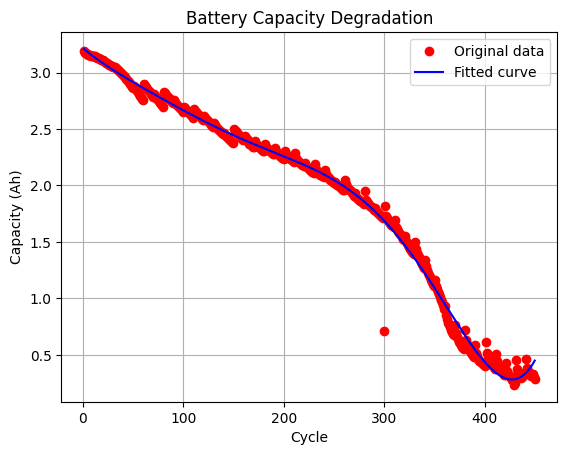 Battery Capacity Degradation
Original data
Fitted curve
Capacity (Ah)
3.0
2.5
2.0
1.5
1.0
0.5
0
100
200
300
400
Cycle